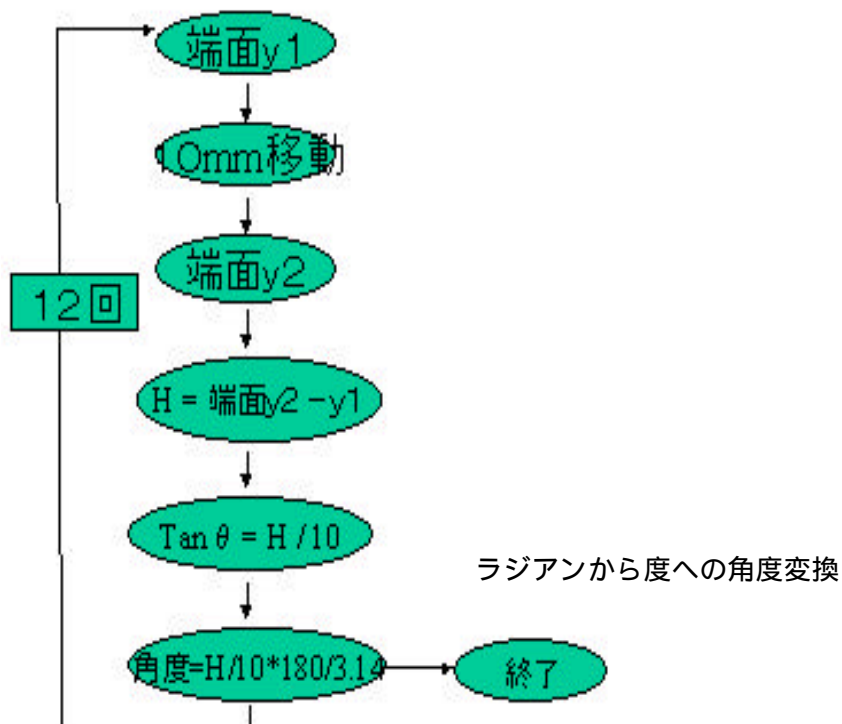 端面y1
10mm移動
端面y2
12回
H = 端面y2 -y1
Tan θ = H /10
ラジアンから度への角度変換
角度=H/10*180/3.14
終了